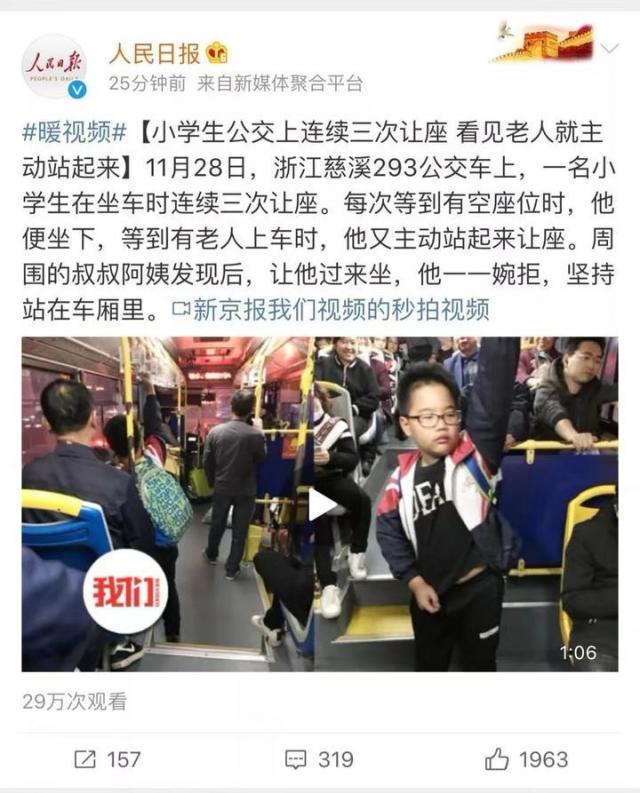 人民日报
人民日报
PEOPLE'S DAILY
25分钟前 来自新媒体聚合平台
#暖视频#【小学生公交上连续三次让座 看见老人就主
动站起来】11月28日，浙江慈溪293公交车上，一名小
学生在坐车时连续三次让座。每次等到有空座位时，他
便坐下，等到有老人上车时，他又主动站起来让座。周
围的叔叔阿姨发现后，让他过来坐，他一一婉拒，坚持
站在车厢里。新京报我们视频的秒拍视频
我们
DEA
1:06
29万次观看
157
319
1963